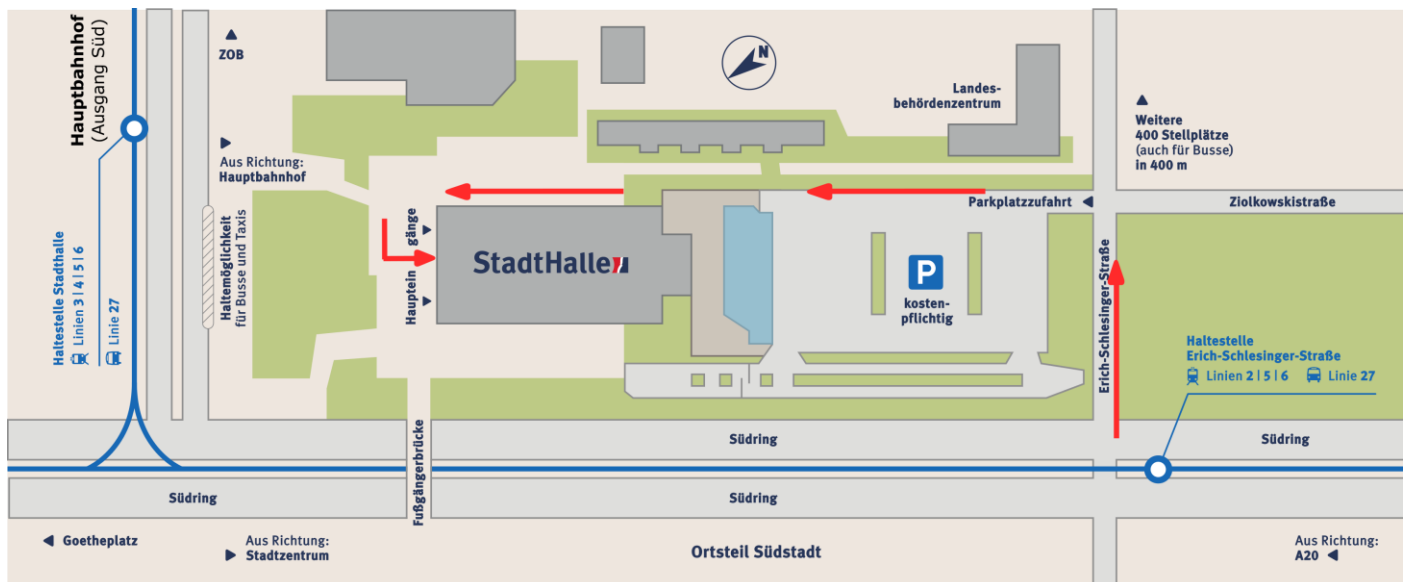 Hauptbahnhof
(Ausgang Süd)
ZOB
N
Landes-
behördenzentrum
Weitere
400 Stellplätze
(auch für Busse)
in 400 m
Aus Richtung:
Hauptbahnhof
Parkplatzzufahrt
Ziolkowskistraße
Haltestelle Stadthalle
Linien 3 | 4 | 5 | 6
Linie 27
Haltemöglichkeit
für Busse und Taxis
Hauptein gänge
StadtHalle
P
kosten-
pflichtig
Erich-Schlesinger-Straße
Haltestelle
Erich-Schlesinger-Straße
Linien 2 | 5 | 6 Linie 27
Fußgängerbrücke
Südring
Südring
Südring
Südring
Goetheplatz
Aus Richtung:
Stadtzentrum
Ortsteil Südstadt
Aus Richtung:
A20